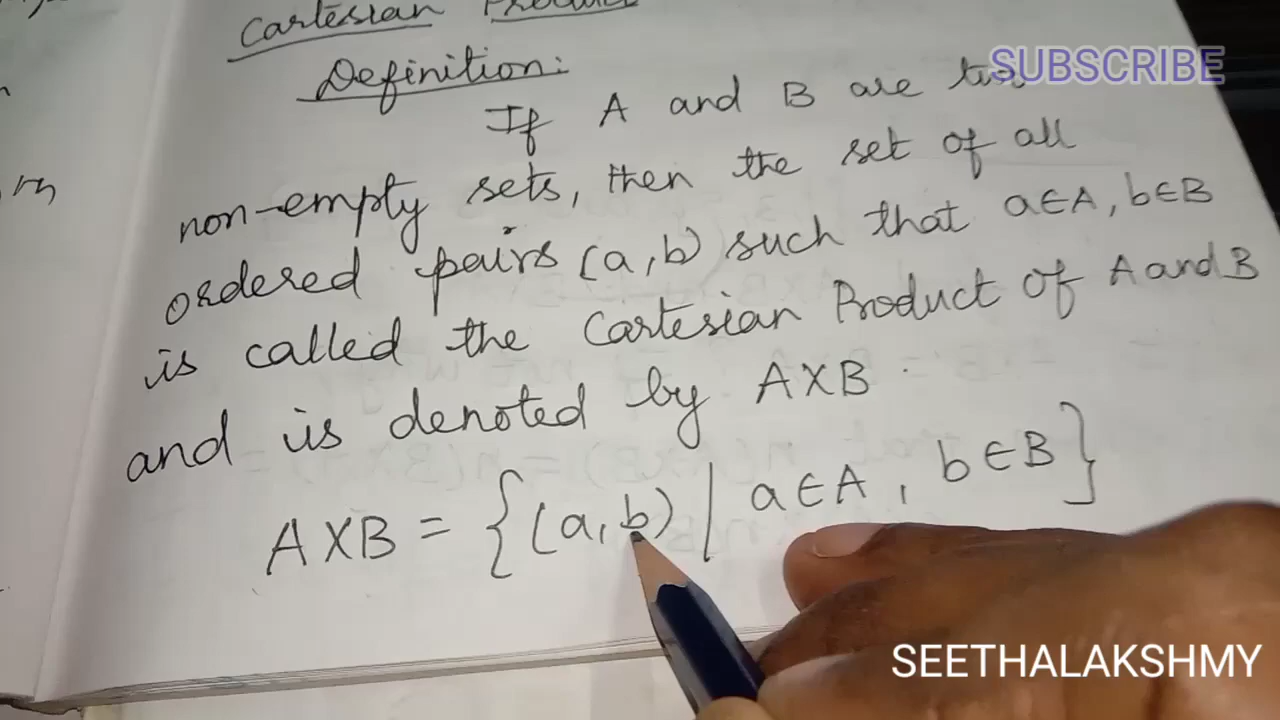 Cartesian Product
Definition:
SUBSCRIBE
If A and B are two
non-empty sets, then the set of all
ordered pairs (a,b) such that a∈A, b∈B
is called the Cartesian Product of A and B
and is denoted by A×B.
A×B = {(a,b) / a∈A, b∈B}
SEETHALAKSHMY